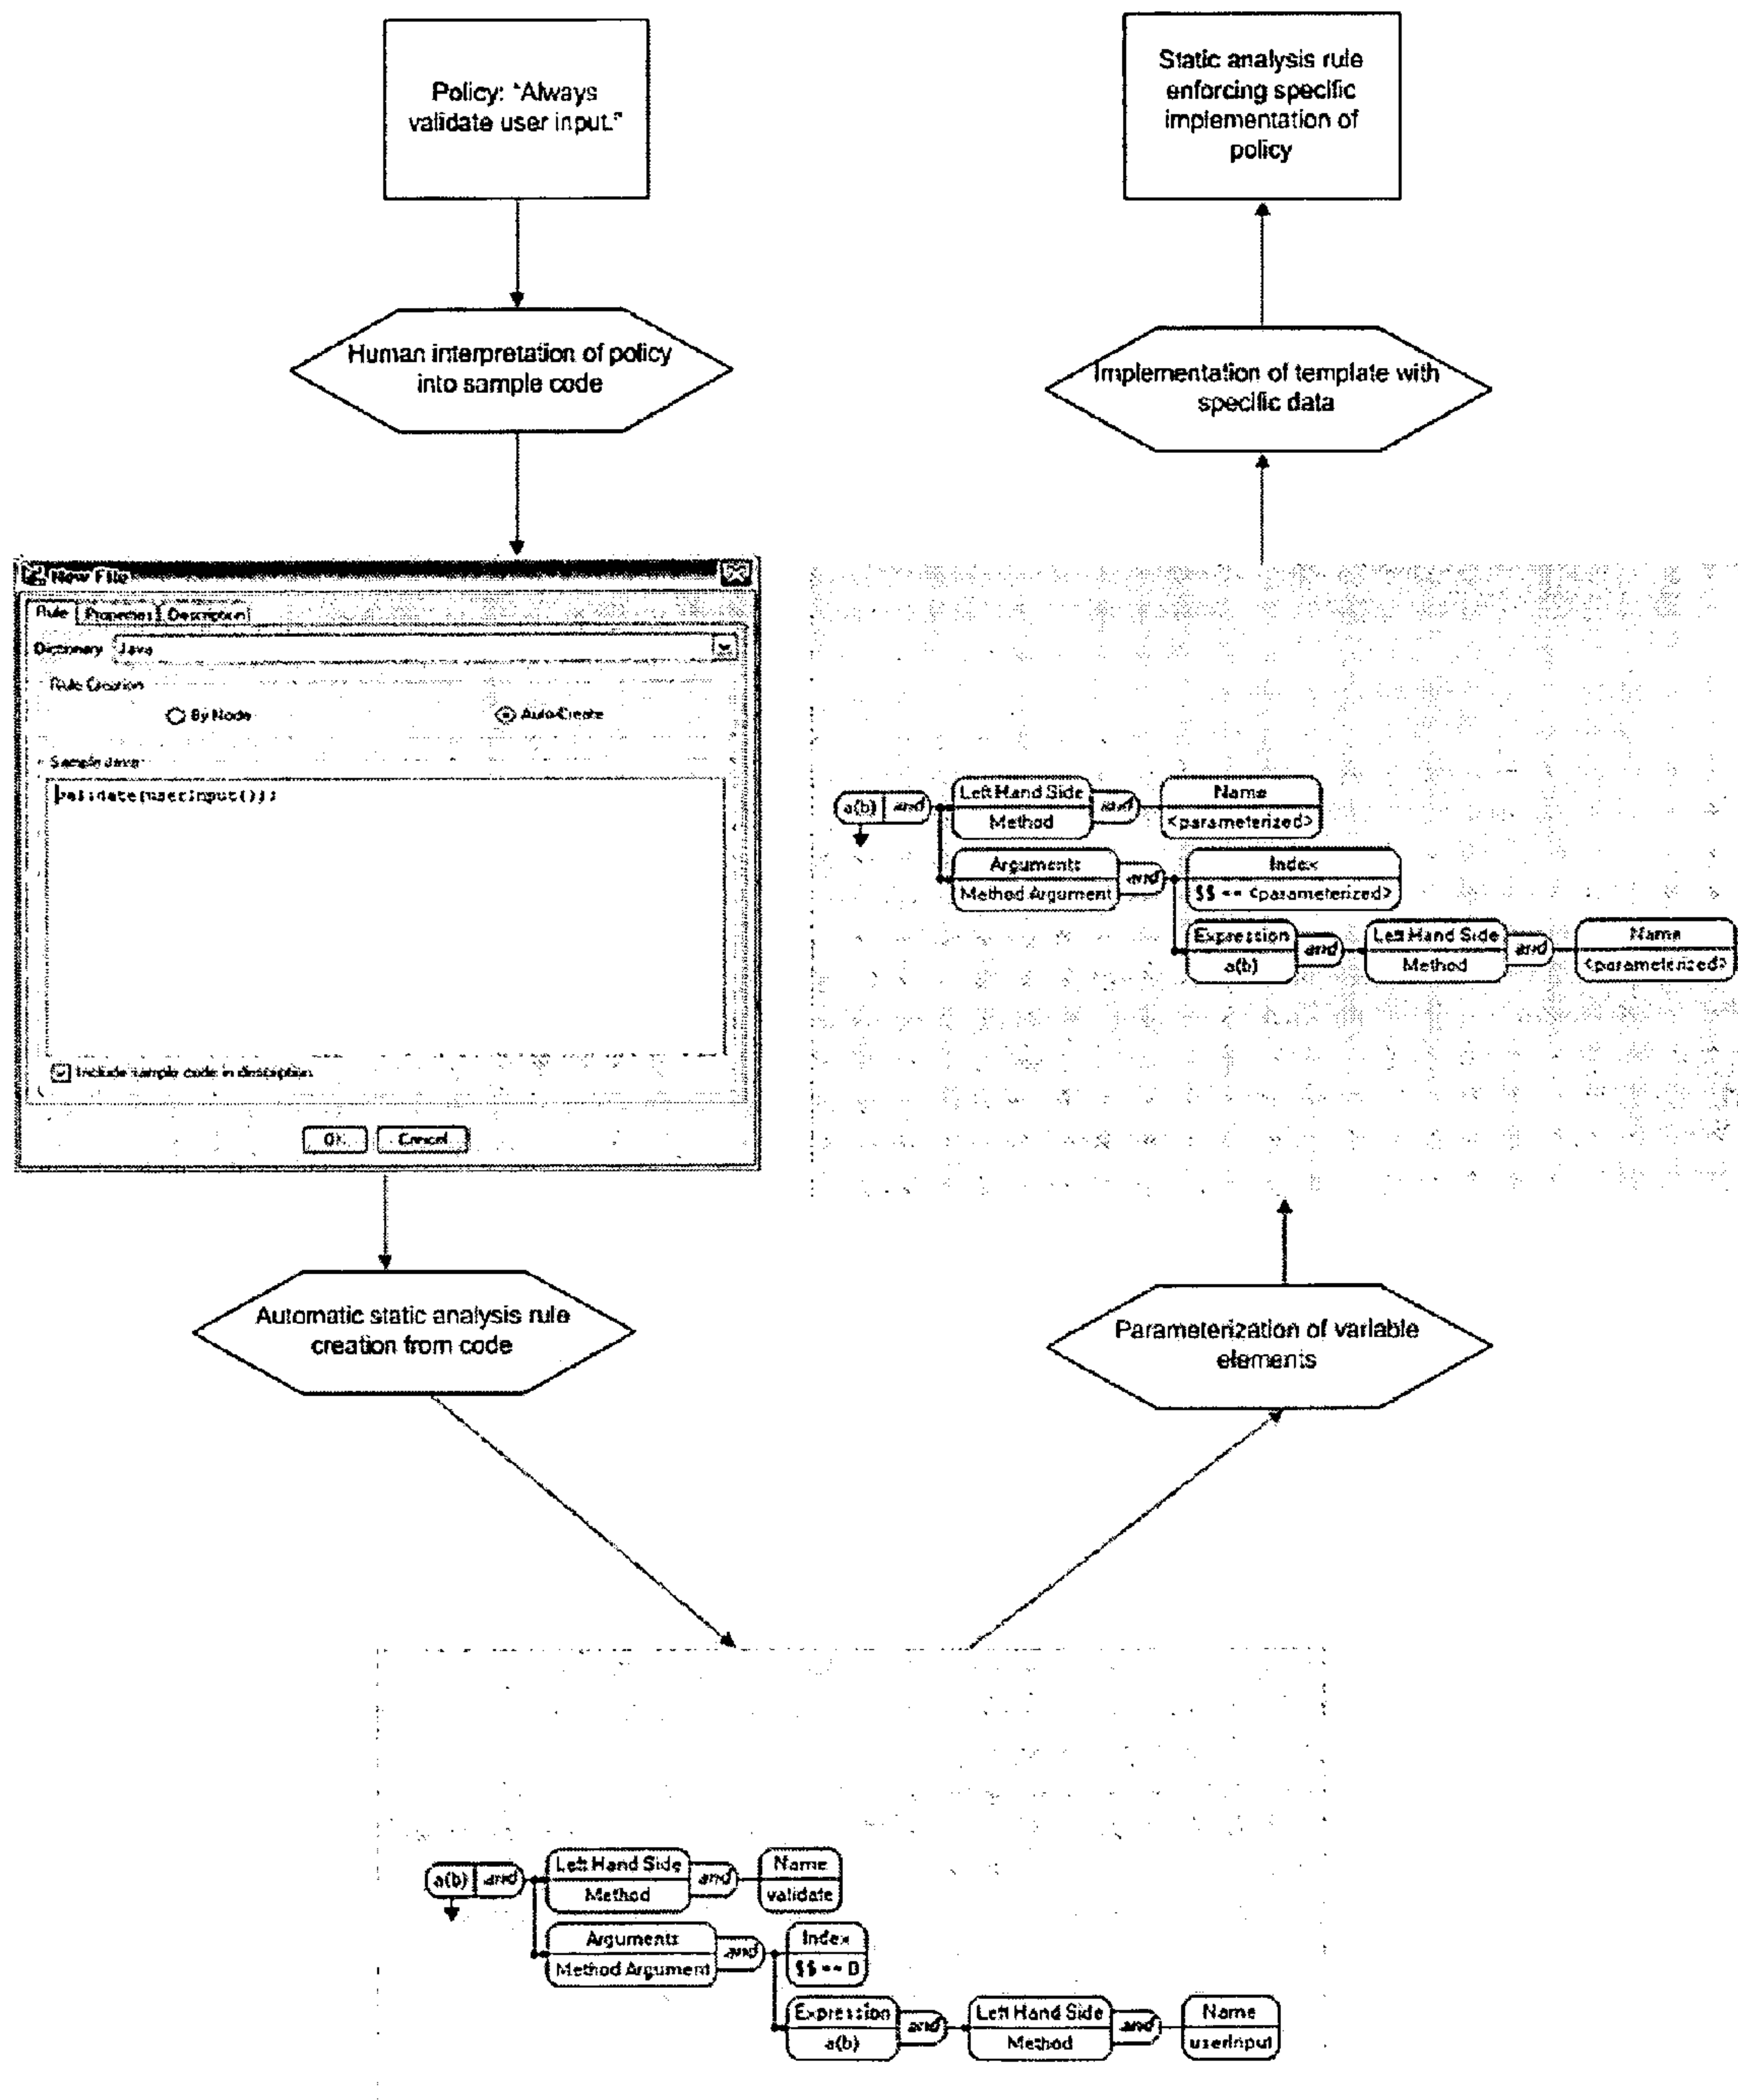 Policy: "Always
validate user input."
Human interpretation of policy
into sample code
New File
Rule Properties Description
Dictionary Java
Rule Creation
By Node Auto-Create
Sample Java
validate(userInput());
Include sample code in description
OK Cancel
Automatic static analysis rule
creation from code
a(b) and Left Hand Side and Name
Method validate
Arguments and Index
Method Argument $$ == 0
Expression and Left Hand Side and Name
a(b) Method userInput
Parameterization of variable
elements
a(b) and Left Hand Side and Name
Method <parameterized>
Arguments and Index
Method Argument $$ == <parameterized>
Expression and Left Hand Side and Name
a(b) Method <parameterized>
Implementation of template with
specific data
Static analysis rule
enforcing specific
implementation of
policy